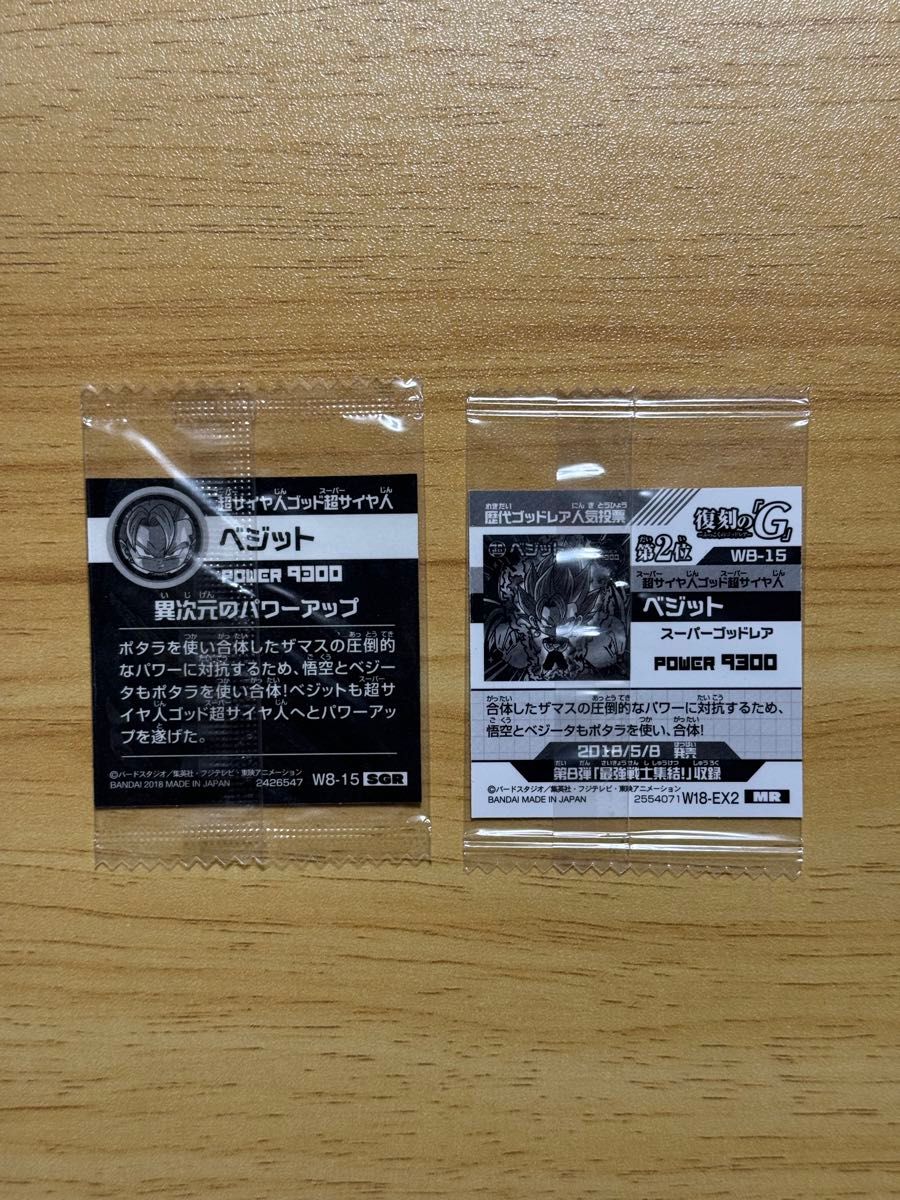 超サイヤ人ゴッド超サイヤ人
ベジット
POWER 9300
異次元のパワーアップ
ポタラを使い合体したザマスの圧倒的
なパワーに対抗するため、悟空とベジー
タもポタラを使い合体!ベジットも超サ
イヤ人ゴッド超サイヤ人へとパワーアッ
プを遂げた。
©バードスタジオ/集英社・フジテレビ・東映アニメーション
BANDAI 2018 MADE IN JAPAN 2426547 W8-15 SGR
歴代ゴッドレア人気投票
復刻の「G」
第2位
W8-15
ベジット
超サイヤ人ゴッド超サイヤ人
ベジット
スーパーゴッドレア
POWER 9300
合体したザマスの圧倒的なパワーに対抗するため、
悟空とベジータもポタラを使い、合体!
2018/5/8 発売
第8弾「最強戦士集結!」収録
©バードスタジオ/集英社・フジテレビ・東映アニメーション
BANDAI MADE IN JAPAN 2554071 W18-EX2 MR